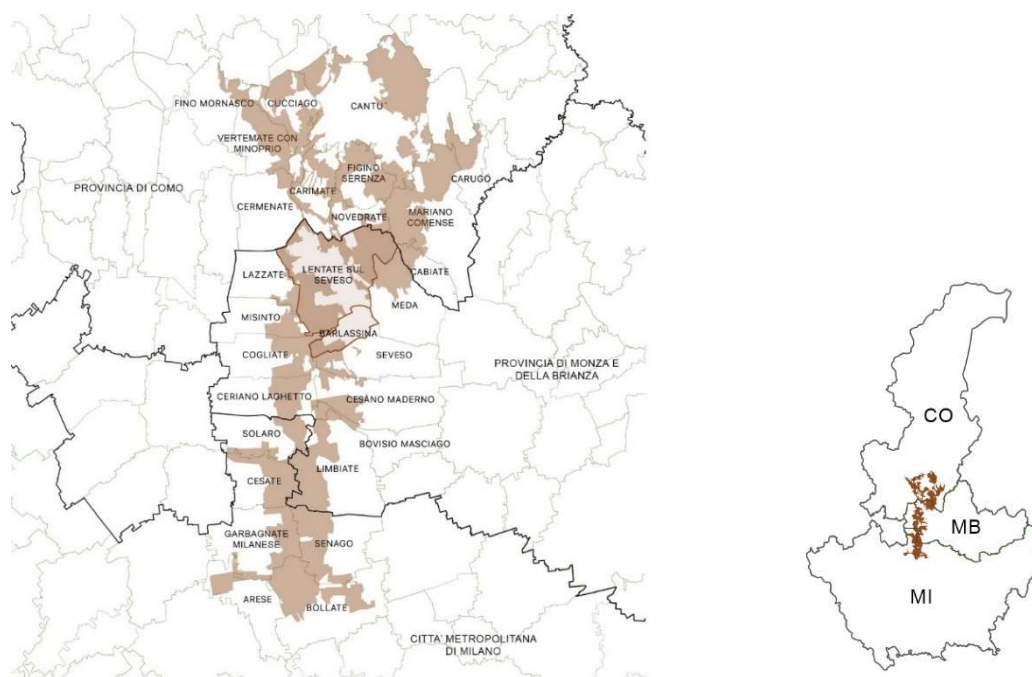 FINO MORNASCO
CUCCIAGO
CANTU'
VERTEMATE CON
MINOPRIO
FIGINO
SERENZA
CARUGO
PROVINCIA DI COMO
CARIMATE
CERMENATE
NOVEDRATE
MARIANO
COMENSE
LAZZATE
LENTATE SUL
SEVESO
CABIATE
MEDA
MISINTO
BARLASSINA
COGLIATE
SEVESO
PROVINCIA DI MONZA E
DELLA BRIANZA
CERIANO LAGHETTO
CESANO MADERNO
SOLARO
BOVISIO MASCIAGO
LIMBIATE
CESATE
GARBAGNATE
MILANESE
SENAGO
ARESE
BOLLATE
CITTA' METROPOLITANA
DI MILANO
CO
MB
MI